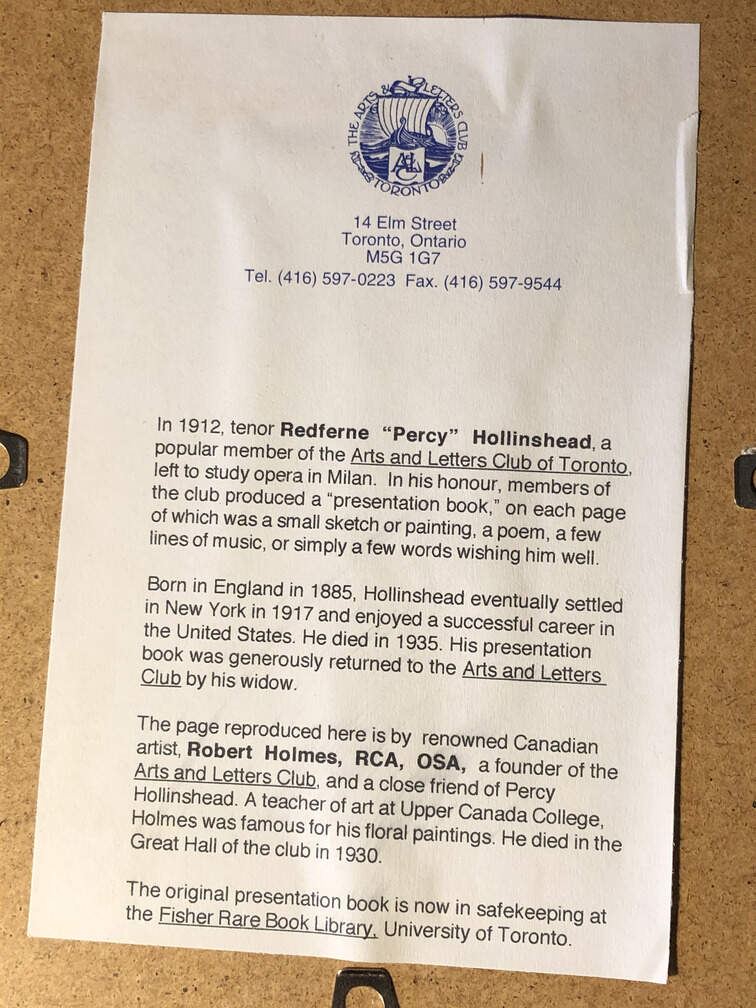 THE ARTS & LETTERS CLUB
TORONTO
ALC
14 Elm Street
Toronto, Ontario
M5G 1G7
Tel. (416) 597-0223 Fax. (416) 597-9544
In 1912, tenor Redferne “Percy” Hollinshead, a
popular member of the Arts and Letters Club of Toronto,
left to study opera in Milan. In his honour, members of
the club produced a “presentation book,” on each page
of which was a small sketch or painting, a poem, a few
lines of music, or simply a few words wishing him well.
Born in England in 1885, Hollinshead eventually settled
in New York in 1917 and enjoyed a successful career in
the United States. He died in 1935. His presentation
book was generously returned to the Arts and Letters
Club by his widow.
The page reproduced here is by renowned Canadian
artist, Robert Holmes, RCA, OSA, a founder of the
Arts and Letters Club, and a close friend of Percy
Hollinshead. A teacher of art at Upper Canada College,
Holmes was famous for his floral paintings. He died in the
Great Hall of the club in 1930.
The original presentation book is now in safekeeping at
the Fisher Rare Book Library, University of Toronto.